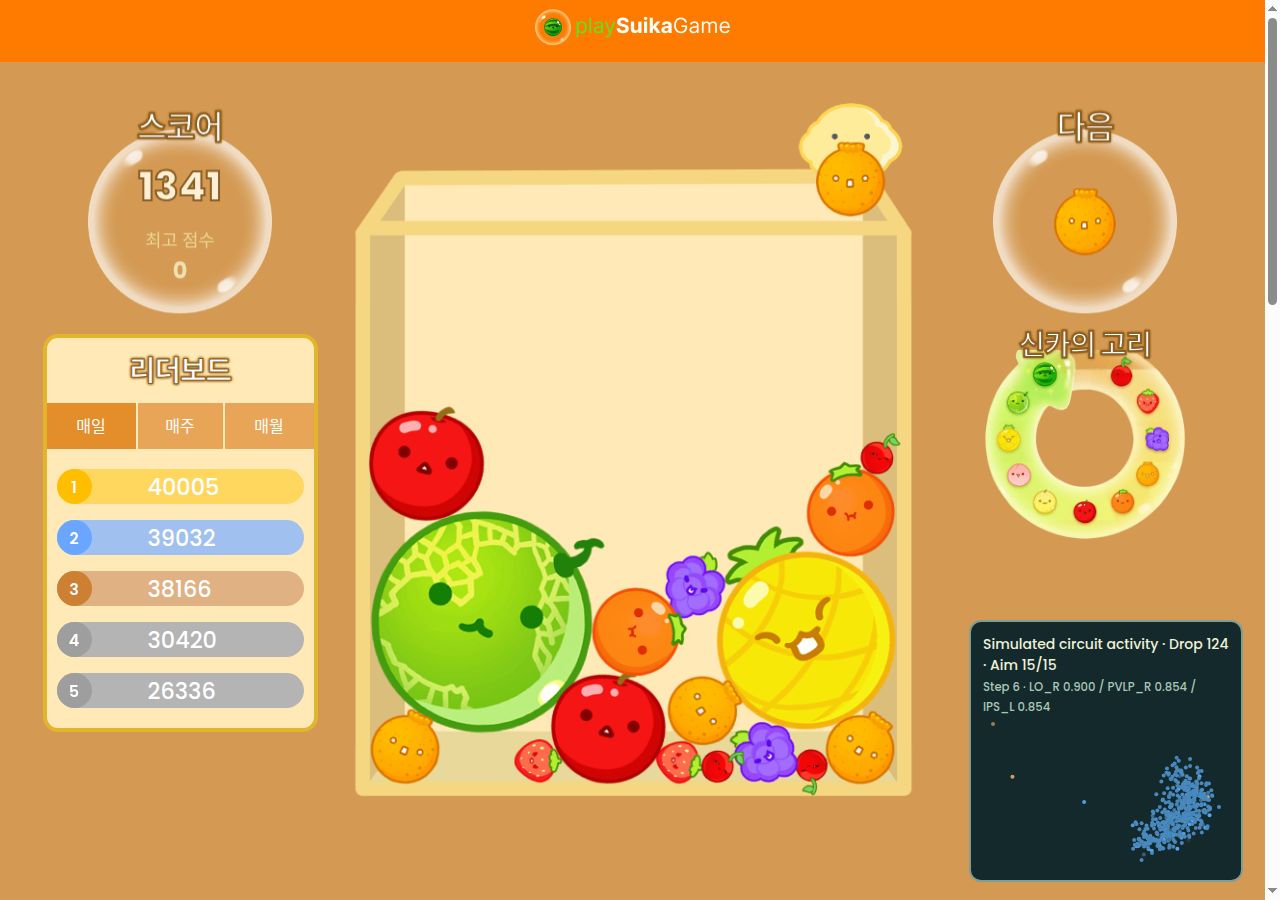 playSuikaGame
스코어
1341
최고 점수
0
리더보드
매일 매주 매월
1 40005
2 39032
3 38166
4 30420
5 26336
다음
신카의 고리
Simulated circuit activity · Drop 124
· Aim 15/15
Step 6 · LO_R 0.900 / PVLP_R 0.854 /
IPS_L 0.854